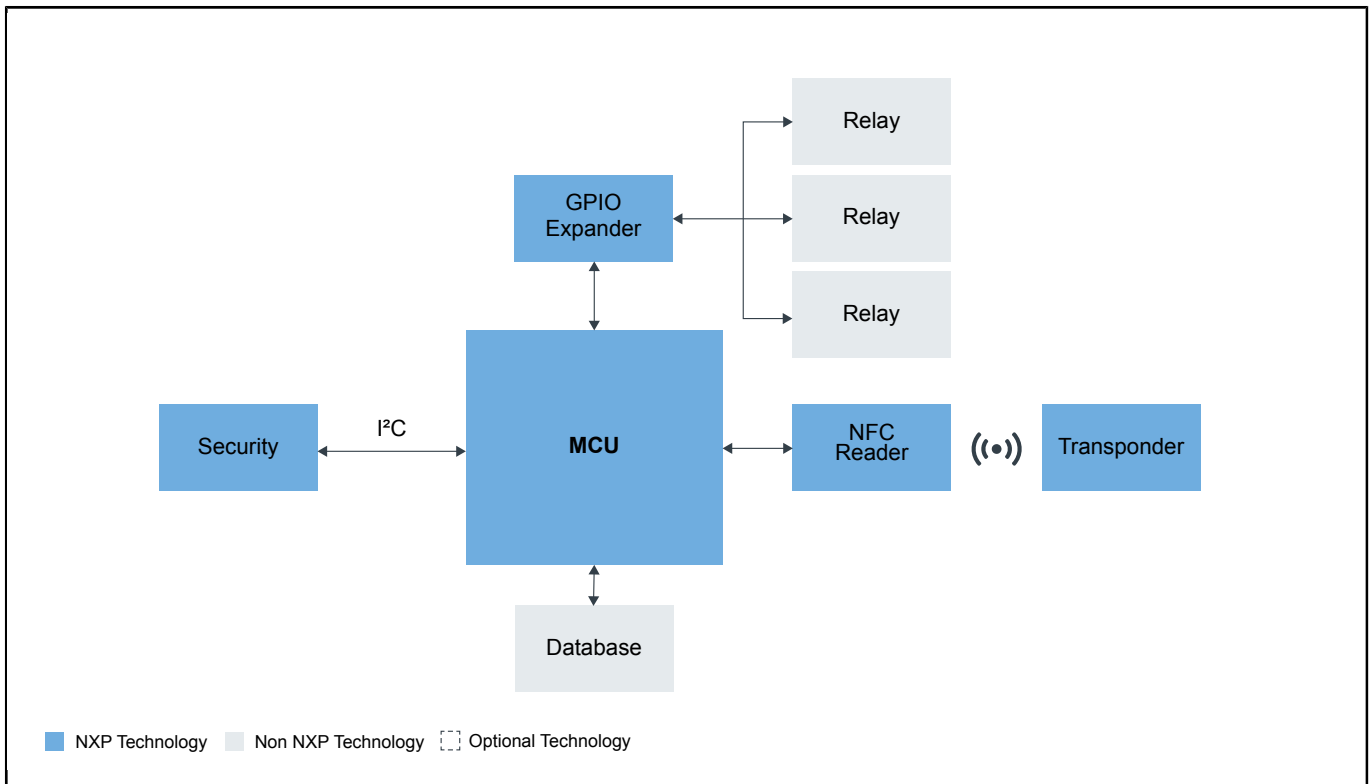 Relay
GPIO
Expander
Relay
Relay
Security
I²C
MCU
NFC
Reader
Transponder
Database
NXP Technology
Non NXP Technology
Optional Technology